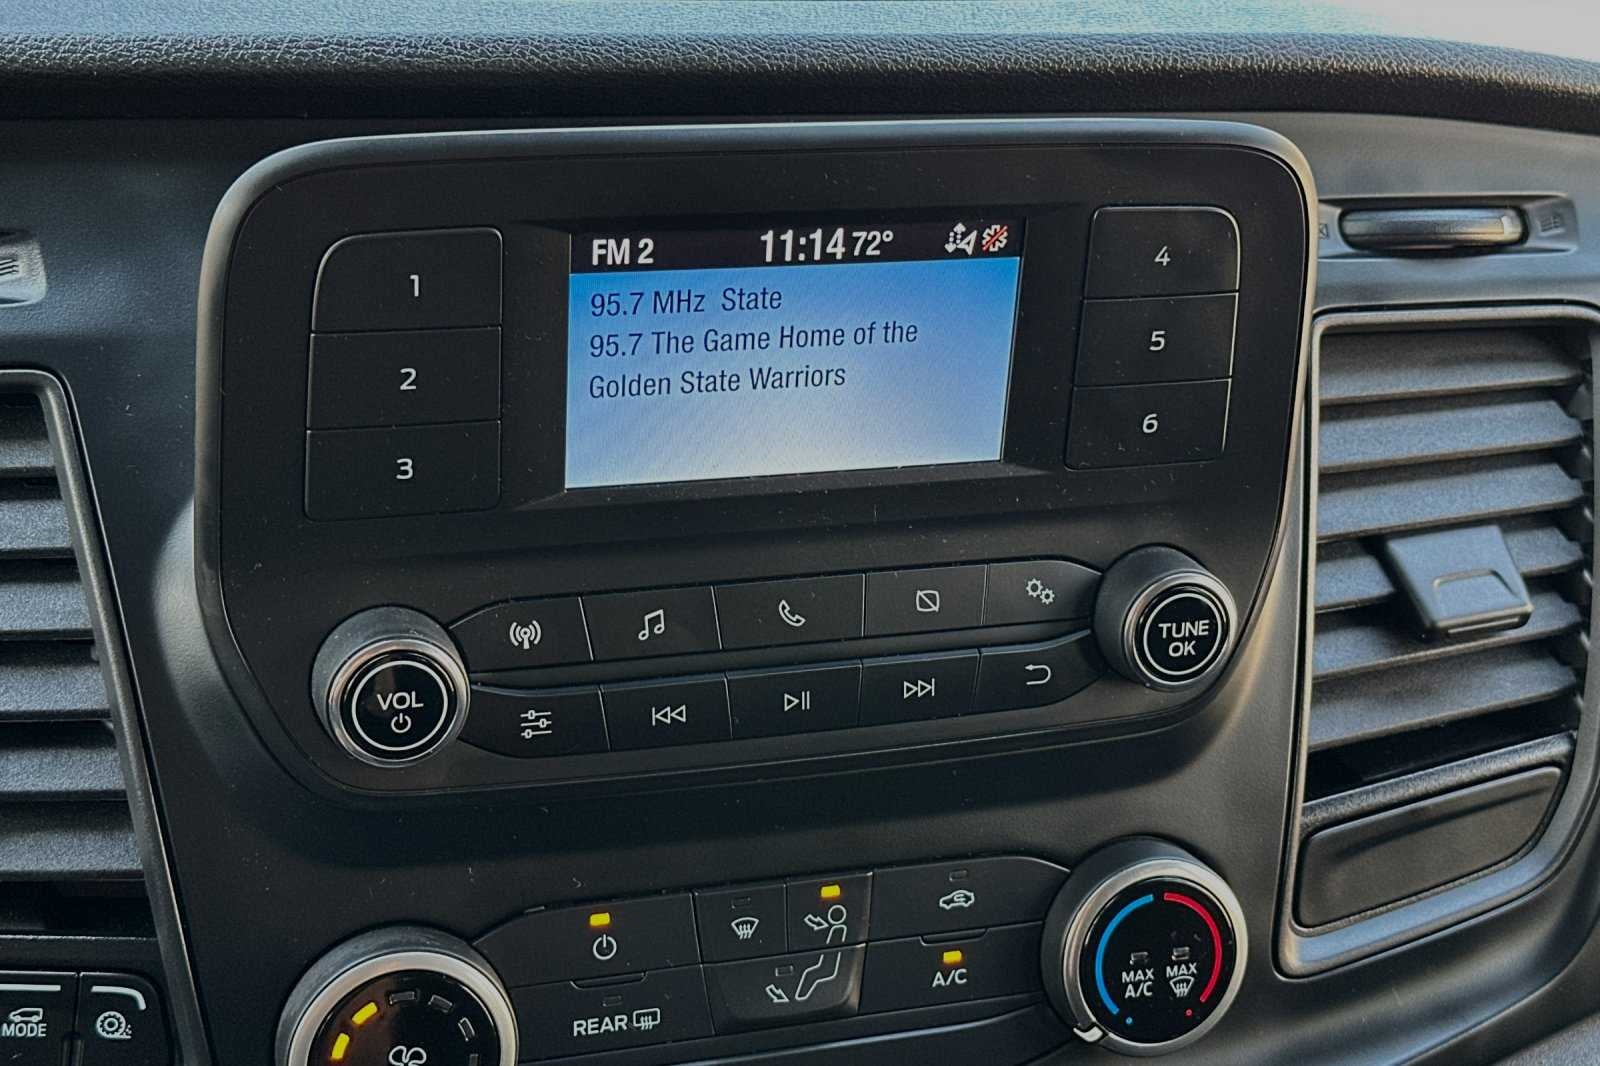 FM 2 11:14 72°
95.7 MHz State
95.7 The Game Home of the
Golden State Warriors
1
2
3
4
5
6
VOL
TUNE
OK
A/C
REAR
MAX
A/C
MAX
MODE